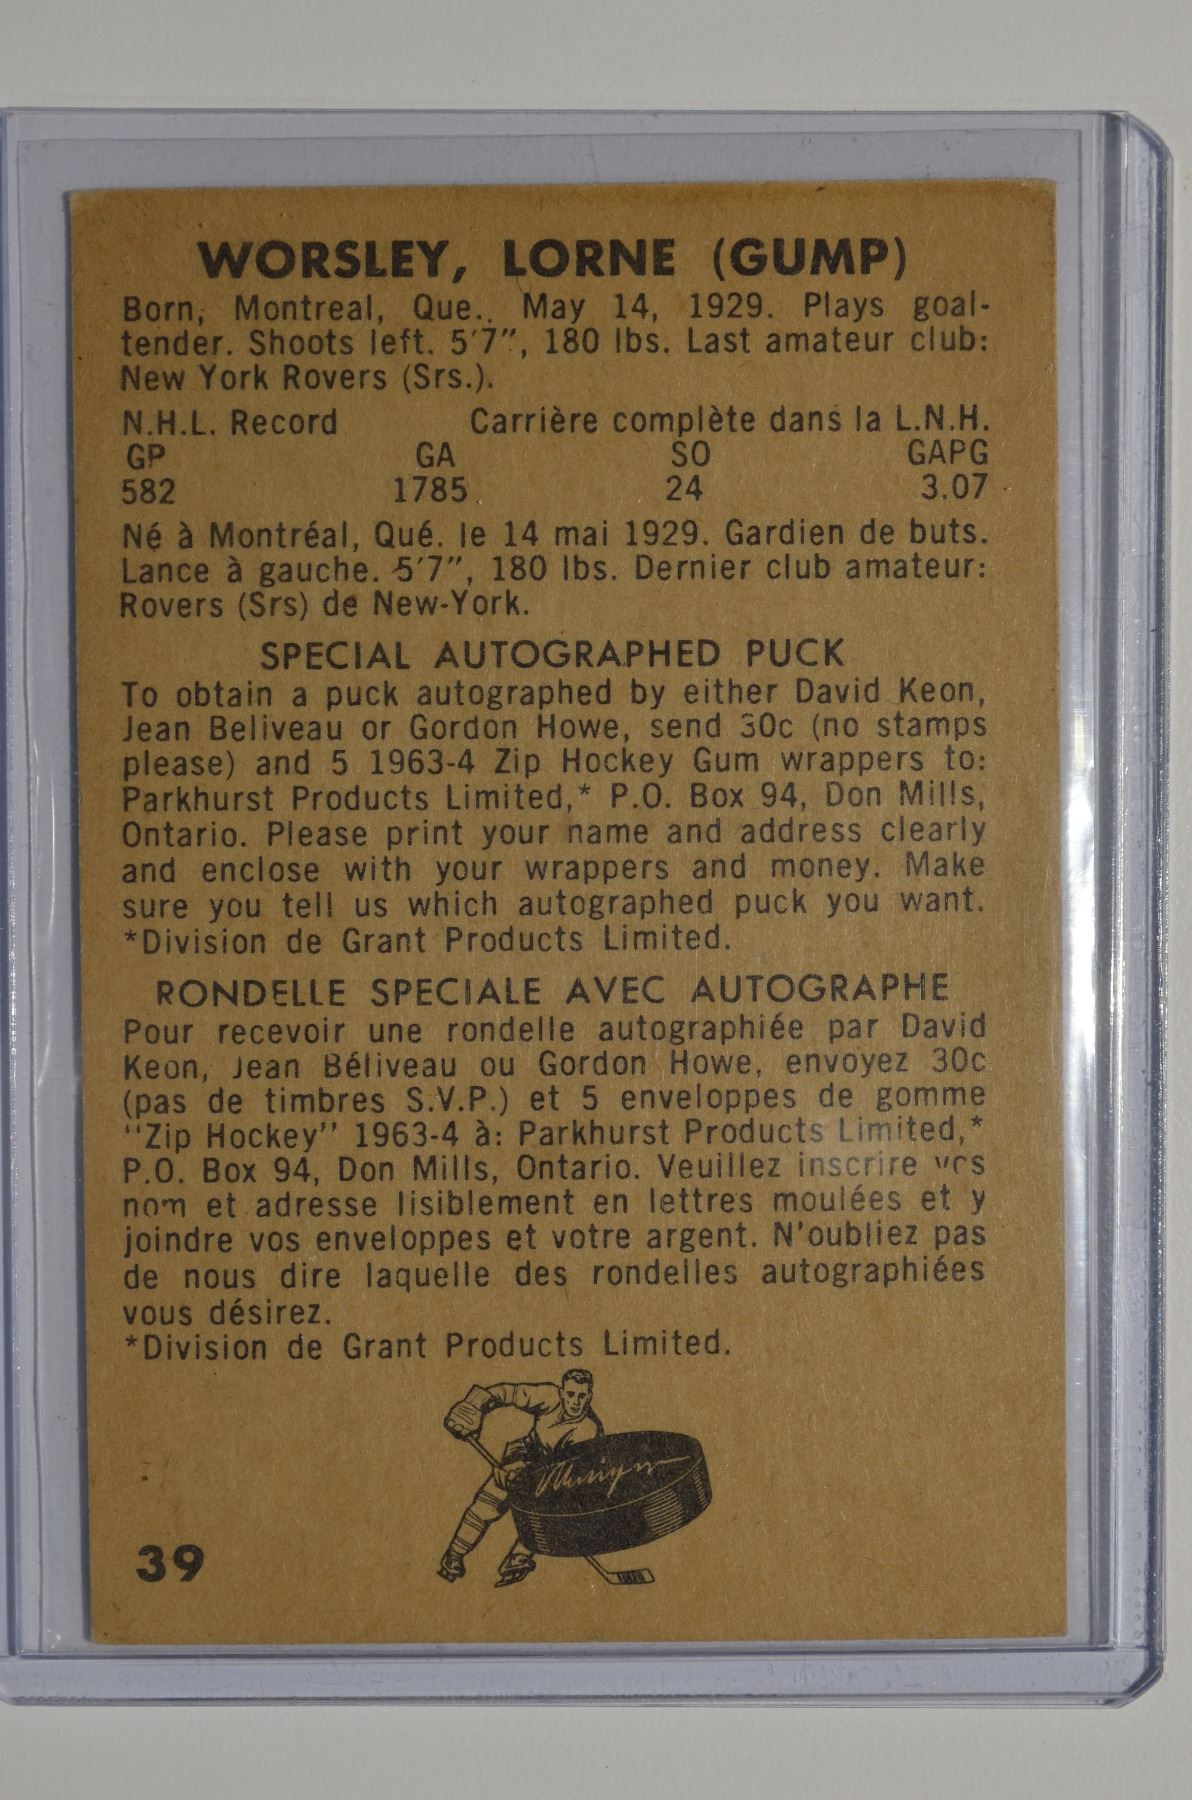 WORSLEY, LORNE (GUMP)
Born, Montreal, Que.. May 14, 1929. Plays goal-
tender. Shoots left. 5'7", 180 lbs. Last amateur club:
New York Rovers (Srs.).
N.H.L. Record Carrière complète dans la L.N.H.
GP GA SO GAPG
582 1785 24 3.07
Né à Montréal, Qué. le 14 mai 1929. Gardien de buts.
Lance à gauche. 5'7", 180 lbs. Dernier club amateur:
Rovers (Srs) de New-York.
SPECIAL AUTOGRAPHED PUCK
To obtain a puck autographed by either David Keon,
Jean Beliveau or Gordon Howe, send 30c (no stamps
please) and 5 1963-4 Zip Hockey Gum wrappers to:
Parkhurst Products Limited,* P.O. Box 94, Don Mills,
Ontario. Please print your name and address clearly
and enclose with your wrappers and money. Make
sure you tell us which autographed puck you want.
*Division de Grant Products Limited.
RONDELLE SPECIALE AVEC AUTOGRAPHE
Pour recevoir une rondelle autographiée par David
Keon, Jean Béliveau ou Gordon Howe, envoyez 30c
(pas de timbres S.V.P.) et 5 enveloppes de gomme
"Zip Hockey" 1963-4 à: Parkhurst Products Limited,*
P.O. Box 94, Don Mills, Ontario. Veuillez inscrire vos
nom et adresse lisiblement en lettres moulées et y
joindre vos enveloppes et votre argent. N'oubliez pas
de nous dire laquelle des rondelles autographiées
vous désirez.
*Division de Grant Products Limited.
39